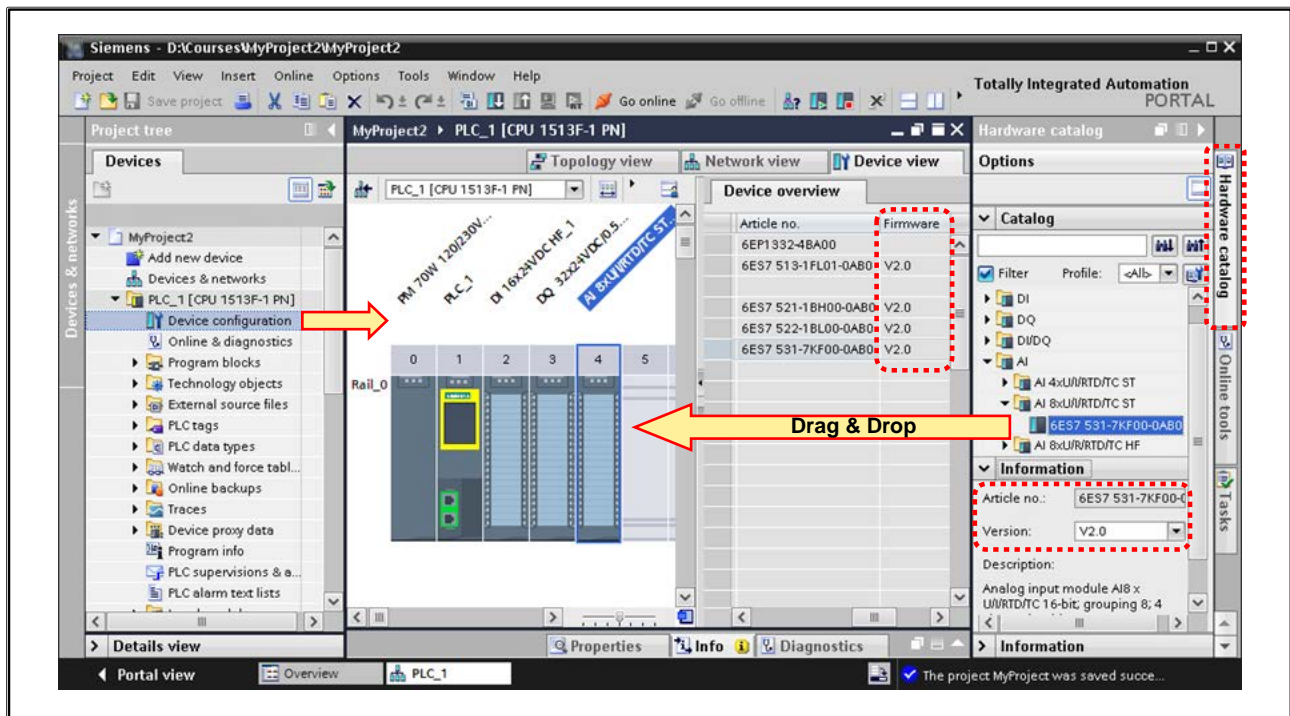 Siemens - D:\Courses\MyProject2\MyProject2
Project Edit View Insert Online Options Tools Window Help
Totally Integrated Automation
PORTAL
Save project
Go online
Go offline
Project tree
MyProject2 PLC_1 [CPU 1513F-1 PN]
Hardware catalog
Devices
Topology view
Network view
Device view
Options
PLC_1 [CPU 1513F-1 PN]
Device overview
Devices & networks
MyProject2
Add new device
Devices & networks
PLC_1 [CPU 1513F-1 PN]
Device configuration
Online & diagnostics
Program blocks
Technology objects
External source files
PLC tags
PLC data types
Watch and force tabl...
Online backups
Traces
Device proxy data
Program info
PLC supervisions & a...
PLC alarm text lists
Details view
PM 70W 120/230V...
PLC_1
DI 16x24VDC HF_1
DQ 32x24VDC/0.5...
AI 8xU/I/RTD/TC ST...
0 1 2 3 4 5
Rail_0
SIEMENS
Article no. Firmware
6EP1332-4BA00
6ES7 513-1FL01-0AB0 V2.0
6ES7 521-1BH00-0AB0 V2.0
6ES7 522-1BL00-0AB0 V2.0
6ES7 531-7KF00-0AB0 V2.0
Drag & Drop
Catalog
Filter Profile: <All>
DI
DQ
DI/DQ
AI
AI 4xU/I/RTD/TC ST
AI 8xU/I/RTD/TC ST
6ES7 531-7KF00-0AB0
AI 8xU/R/RTD/TC HF
Information
Article no.: 6ES7 531-7KF00-
Version: V2.0
Description:
Analog input module AI8 x
U/I/RTD/TC 16-bit; grouping 8; 4
Information
Hardware catalog
Online tools
Tasks
Properties
Info
Diagnostics
Portal view
Overview
PLC_1
The project MyProject was saved succe...